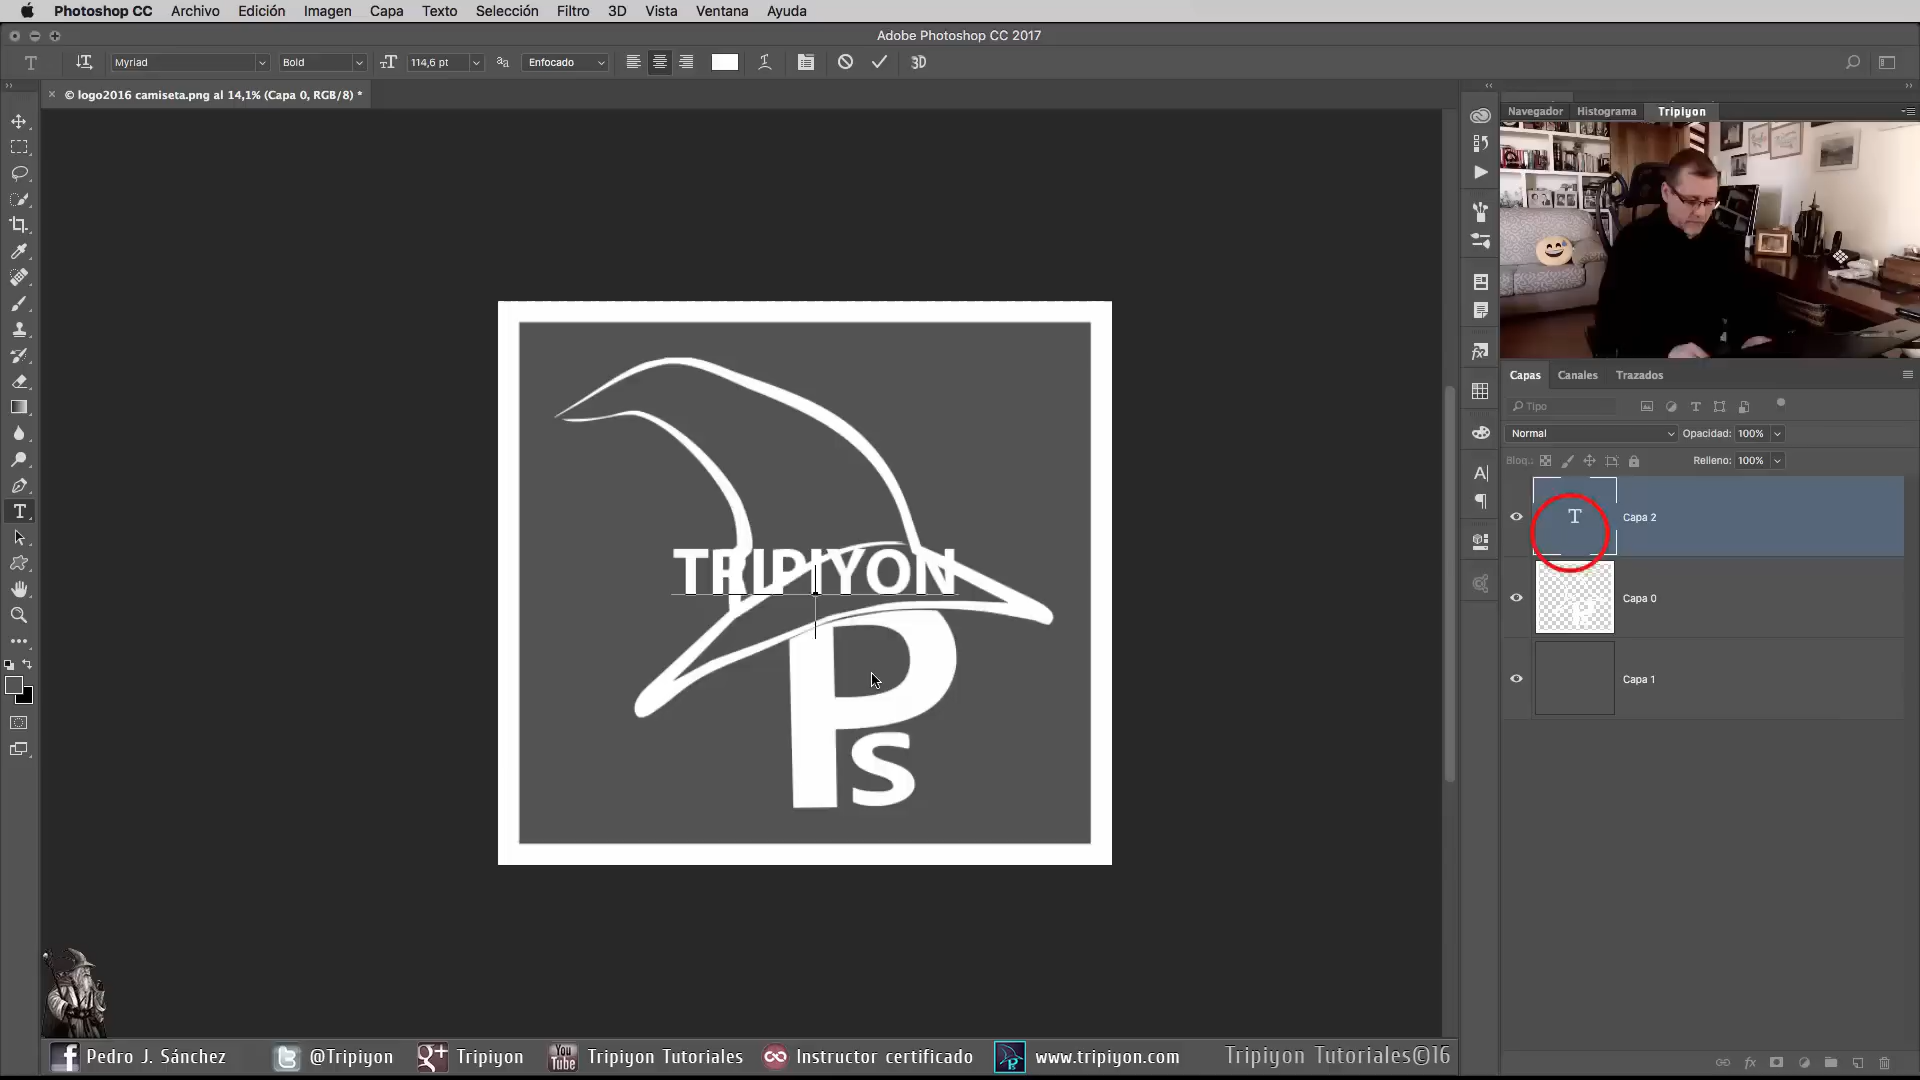 Photoshop CC Archivo Edición Imagen Capa Texto Selección Filtro 3D Vista Ventana Ayuda
Adobe Photoshop CC 2017
Myriad Bold 114,6 pt Enfocado 3D
© logo2016 camiseta.png al 14,1% (Capa 0, RGB/8) *
Navegador Histograma Tripiyon
TRIPIYON
Ps
Capas Canales Trazados
Tipo
Normal Opacidad: 100%
Bloq.: Relleno: 100%
T Capa 2
Capa 0
Capa 1
Pedro J. Sánchez @Tripiyon Tripiyon You Tube Tripiyon Tutoriales Instructor certificado www.tripiyon.com Tripiyon Tutoriales©16